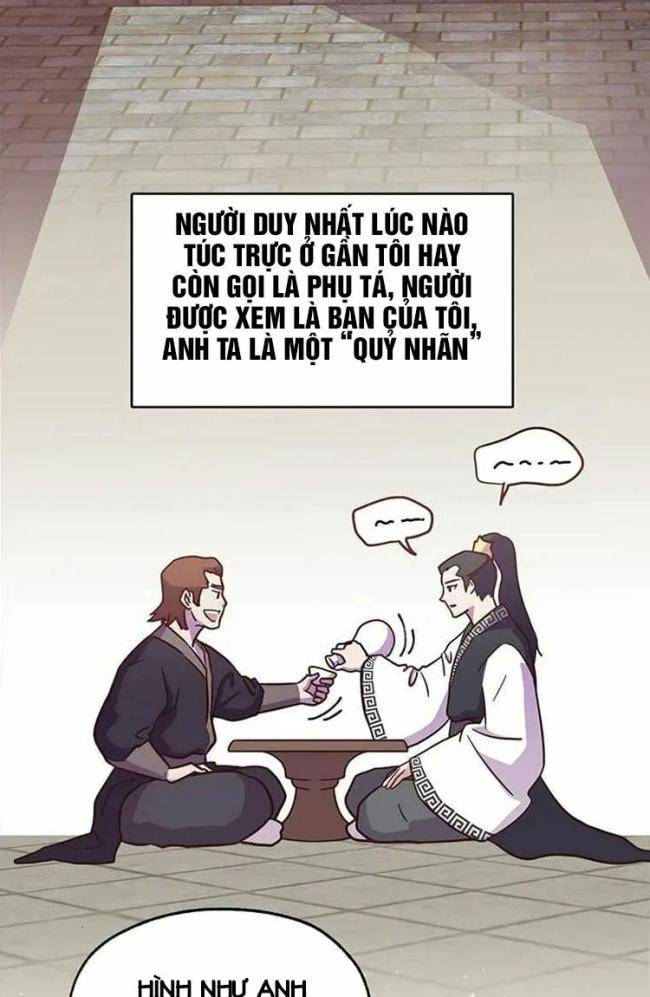 NGƯỜI DUY NHẤT LÚC NÀO
TÚC TRỰC Ở GẦN TÔI HAY
CÒN GỌI LÀ PHỤ TÁ, NGƯỜI
ĐƯỢC XEM LÀ BẠN CỦA TÔI,
ANH TA LÀ MỘT “QUỶ NHÃN”
HÌNH NHƯ ANH